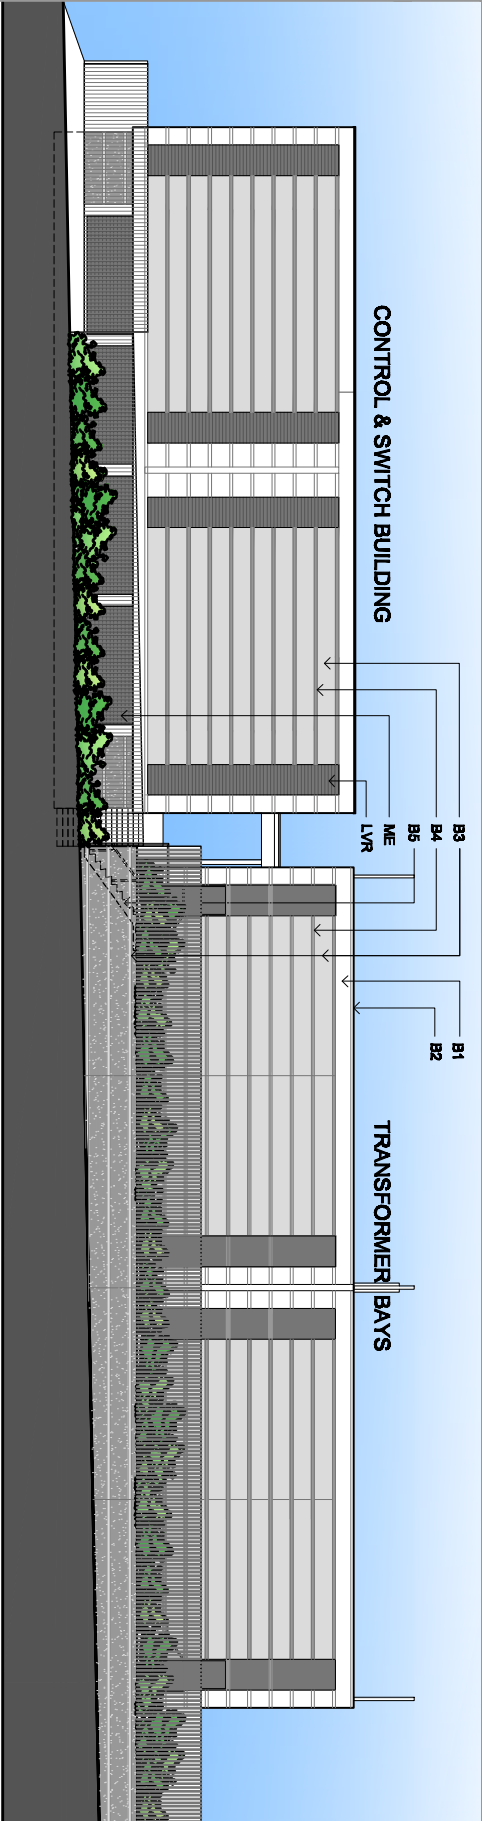 CONTROL & SWITCH BUILDING
TRANSFORMER BAYS
B3
B4
B5
ME
LVR
B1
B2